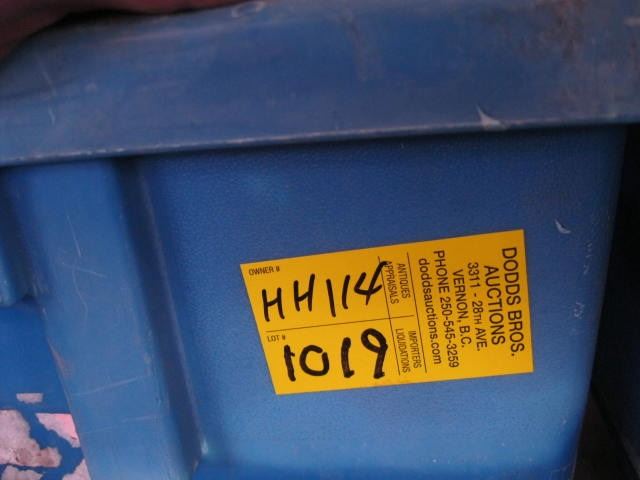 OWNER #
HH114
LOT #
1019
ANTIQUES
APPRAISALS
IMPORTERS
LIQUIDATIONS
DODDS BROS.
AUCTIONS
3311 - 28TH AVE.
VERNON, B.C.
PHONE 250-545-3259
doddsauctions.com